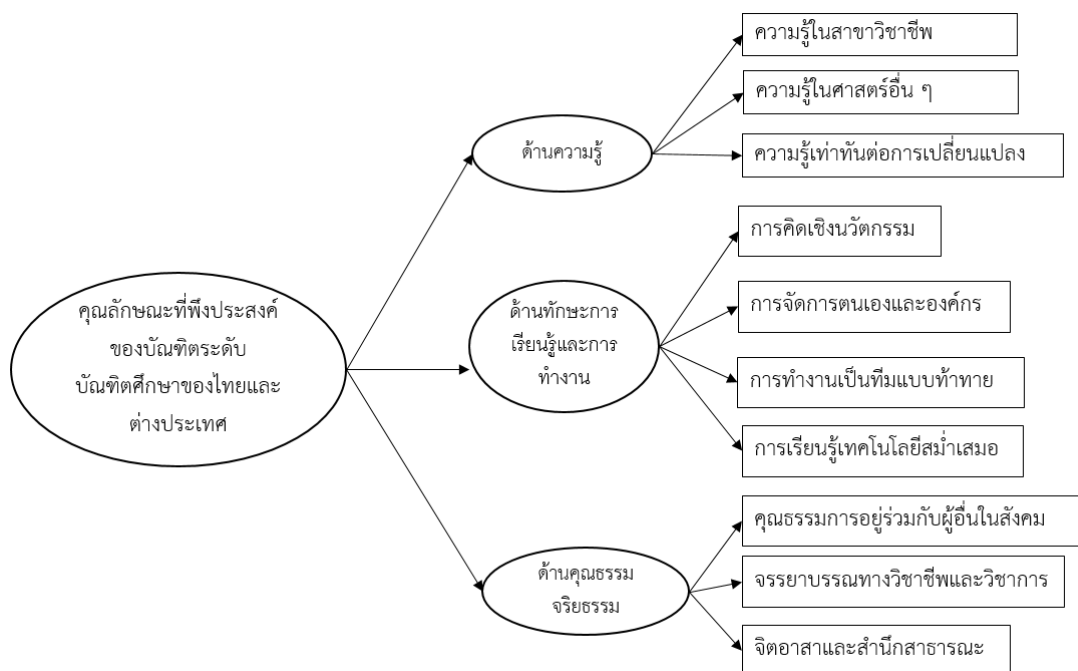 คุณลักษณะที่พึงประสงค์
ของบัณฑิตระดับ
บัณฑิตศึกษาของไทยและ
ต่างประเทศ
ด้านความรู้
ความรู้ในสาขาวิชาชีพ
ความรู้ในศาสตร์อื่น ๆ
ความรู้เท่าทันต่อการเปลี่ยนแปลง
ด้านทักษะการ
เรียนรู้และการ
ทำงาน
การคิดเชิงนวัตกรรม
การจัดการตนเองและองค์กร
การทำงานเป็นทีมแบบท้าทาย
การเรียนรู้เทคโนโลยีสม่ำเสมอ
ด้านคุณธรรม
จริยธรรม
คุณธรรมการอยู่ร่วมกับผู้อื่นในสังคม
จรรยาบรรณทางวิชาชีพและวิชาการ
จิตอาสาและสำนึกสาธารณะ